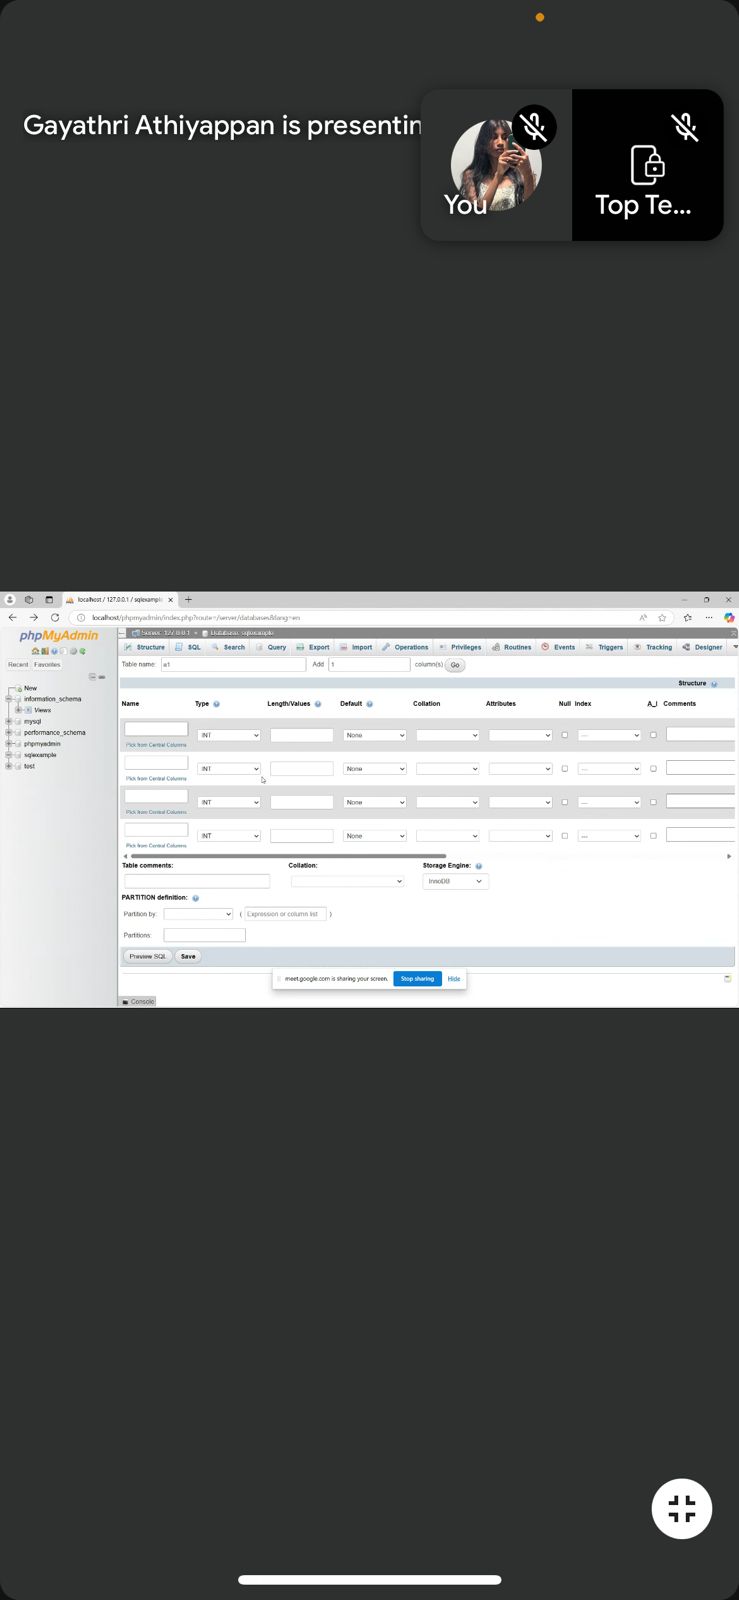 Gayathri Athiyappan is presentin
You
Top Te...
localhost / 127.0.0.1 / sqlexampl
localhost/phpmyadmin/index.php?route=/server/databases&lang=en
phpMyAdmin
Server: 127.0.0.1 » Database: sqlexample
Structure SQL Search Query Export Import Operations Privileges Routines Events Triggers Tracking Designer
Recent Favorites
Table name: e1 Add 1 column(s) Go
Structure
New
information_schema
Views
mysql
performance_schema
phpmyadmin
sqlexample
test
Name Type Length/Values Default Collation Attributes Null Index A_I Comments
INT None ---
Pick from Central Columns
INT None ---
Pick from Central Columns
INT None ---
Pick from Central Columns
INT None ---
Pick from Central Columns
Table comments: Collation: Storage Engine:
InnoDB
PARTITION definition:
Partition by: ( Expression or column list )
Partitions:
Preview SQL Save
meet.google.com is sharing your screen. Stop sharing Hide
Console